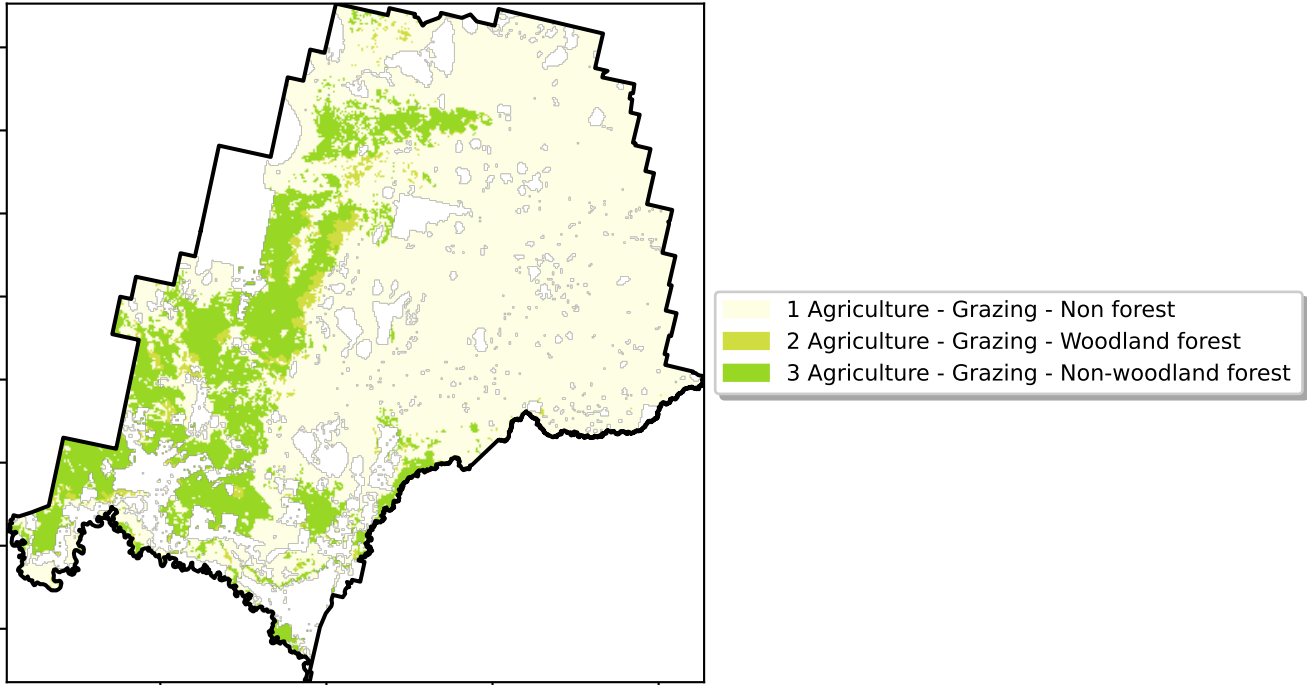 1 Agriculture - Grazing - Non forest
2 Agriculture - Grazing - Woodland forest
3 Agriculture - Grazing - Non-woodland forest